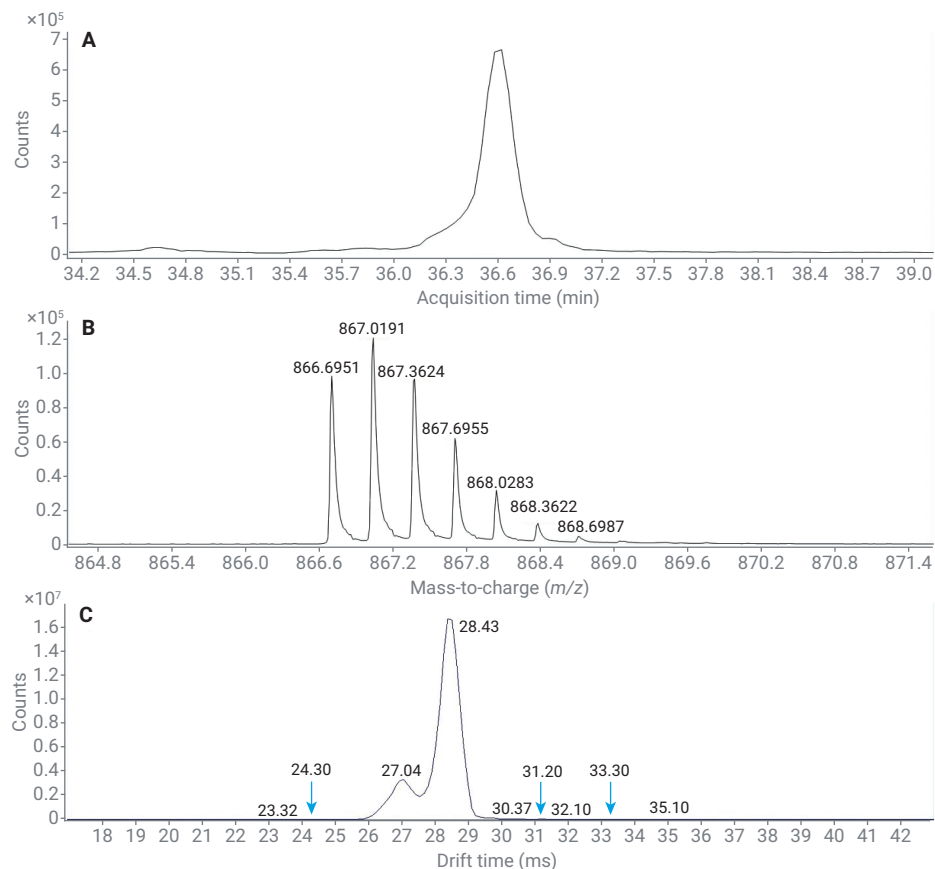 ×10⁵
A
7
6
5
4
3
2
1
0
Counts
34.2 34.5 34.8 35.1 35.4 35.7 36.0 36.3 36.6 36.9 37.2 37.5 37.8 38.1 38.4 38.7 39.0
Acquisition time (min)
×10⁵
B
867.0191
866.6951 867.3624
867.6955
868.0283
868.3622
868.6987
1.2
1.0
0.8
0.6
0.4
0.2
0
Counts
864.8 865.4 866.0 866.6 867.2 867.8 868.4 869.0 869.6 870.2 870.8 871.4
Mass-to-charge (m/z)
×10⁷
C
28.43
24.30 27.04 31.20 33.30
23.32 30.37 32.10 35.10
1.6
1.4
1.2
1.0
0.8
0.6
0.4
0.2
0
Counts
18 19 20 21 22 23 24 25 26 27 28 29 30 31 32 33 34 35 36 37 38 39 40 41 42
Drift time (ms)